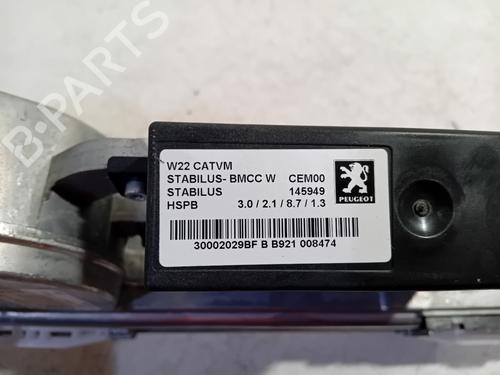 W22 CATVM
STABILUS- BMCC W CEM00
STABILUS 145949
HSPB 3.0 / 2.1 / 8.7 / 1.3
PEUGEOT
30002029BF B B921 008474
B-PARTS